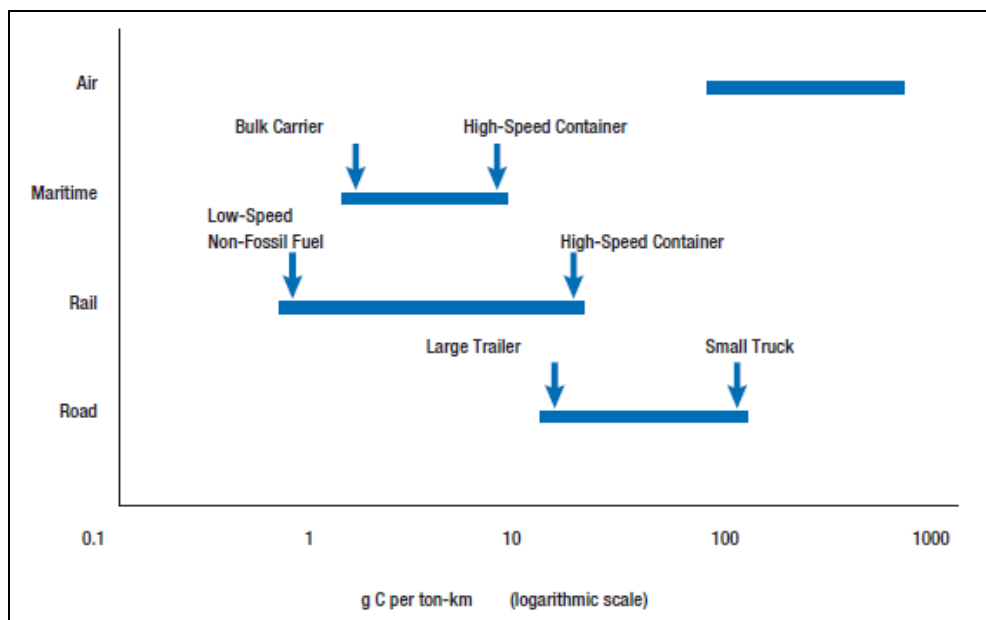 Air
Bulk Carrier High-Speed Container
Maritime
Low-Speed
Non-Fossil Fuel High-Speed Container
Rail
Large Trailer Small Truck
Road
0.1 1 10 100 1000
g C per ton-km (logarithmic scale)